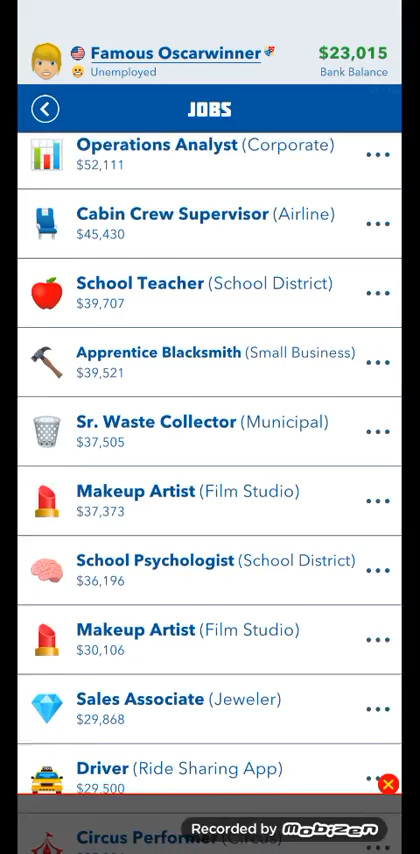 Famous Oscarwinner
$23,015
Unemployed
Bank Balance
JOBS
Operations Analyst (Corporate)
$52,111
Cabin Crew Supervisor (Airline)
$45,430
School Teacher (School District)
$39,707
Apprentice Blacksmith (Small Business)
$39,521
Sr. Waste Collector (Municipal)
$37,505
Makeup Artist (Film Studio)
$37,373
School Psychologist (School District)
$36,196
Makeup Artist (Film Studio)
$30,106
Sales Associate (Jeweler)
$29,868
Driver (Ride Sharing App)
$29,500
Circus Performer (Circus)
Recorded by Mobizen